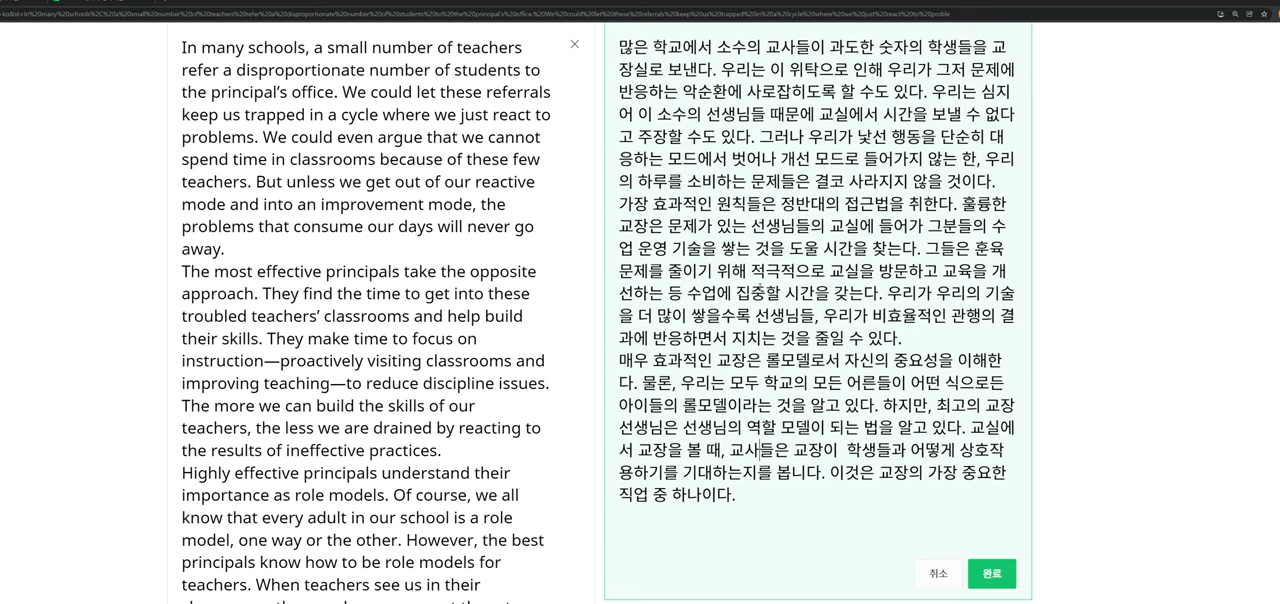 In many schools, a small number of teachers
refer a disproportionate number of students to
the principal’s office. We could let these referrals
keep us trapped in a cycle where we just react to
problems. We could even argue that we cannot
spend time in classrooms because of these few
teachers. But unless we get out of our reactive
mode and into an improvement mode, the
problems that consume our days will never go
away.
The most effective principals take the opposite
approach. They find the time to get into these
troubled teachers’ classrooms and help build
their skills. They make time to focus on
instruction—proactively visiting classrooms and
improving teaching—to reduce discipline issues.
The more we can build the skills of our
teachers, the less we are drained by reacting to
the results of ineffective practices.
Highly effective principals understand their
importance as role models. Of course, we all
know that every adult in our school is a role
model, one way or the other. However, the best
principals know how to be role models for
teachers. When teachers see us in their
많은 학교에서 소수의 교사들이 과도한 숫자의 학생들을 교
장실로 보낸다. 우리는 이 위탁으로 인해 우리가 그저 문제에
반응하는 악순환에 사로잡히도록 할 수도 있다. 우리는 심지
어 이 소수의 선생님들 때문에 교실에서 시간을 보낼 수 없다
고 주장할 수도 있다. 그러나 우리가 낯선 행동을 단순히 대
응하는 모드에서 벗어나 개선 모드로 들어가지 않는 한, 우리
의 하루를 소비하는 문제들은 결코 사라지지 않을 것이다.
가장 효과적인 원칙들은 정반대의 접근법을 취한다. 훌륭한
교장은 문제가 있는 선생님들의 교실에 들어가 그분들의 수
업 운영 기술을 쌓는 것을 도울 시간을 찾는다. 그들은 훈육
문제를 줄이기 위해 적극적으로 교실을 방문하고 교육을 개
선하는 등 수업에 집중할 시간을 갖는다. 우리가 우리의 기술
을 더 많이 쌓을수록 선생님들, 우리가 비효율적인 관행의 결
과에 반응하면서 지치는 것을 줄일 수 있다.
매우 효과적인 교장은 롤모델로서 자신의 중요성을 이해한
다. 물론, 우리는 모두 학교의 모든 어른들이 어떤 식으로든
아이들의 롤모델이라는 것을 알고 있다. 하지만, 최고의 교장
선생님은 선생님의 역할 모델이 되는 법을 알고 있다. 교실에
서 교장을 볼 때, 교사들은 교장이  학생들과 어떻게 상호작
용하기를 기대하는지를 봅니다. 이것은 교장의 가장 중요한
직업 중 하나이다.
취소
완료